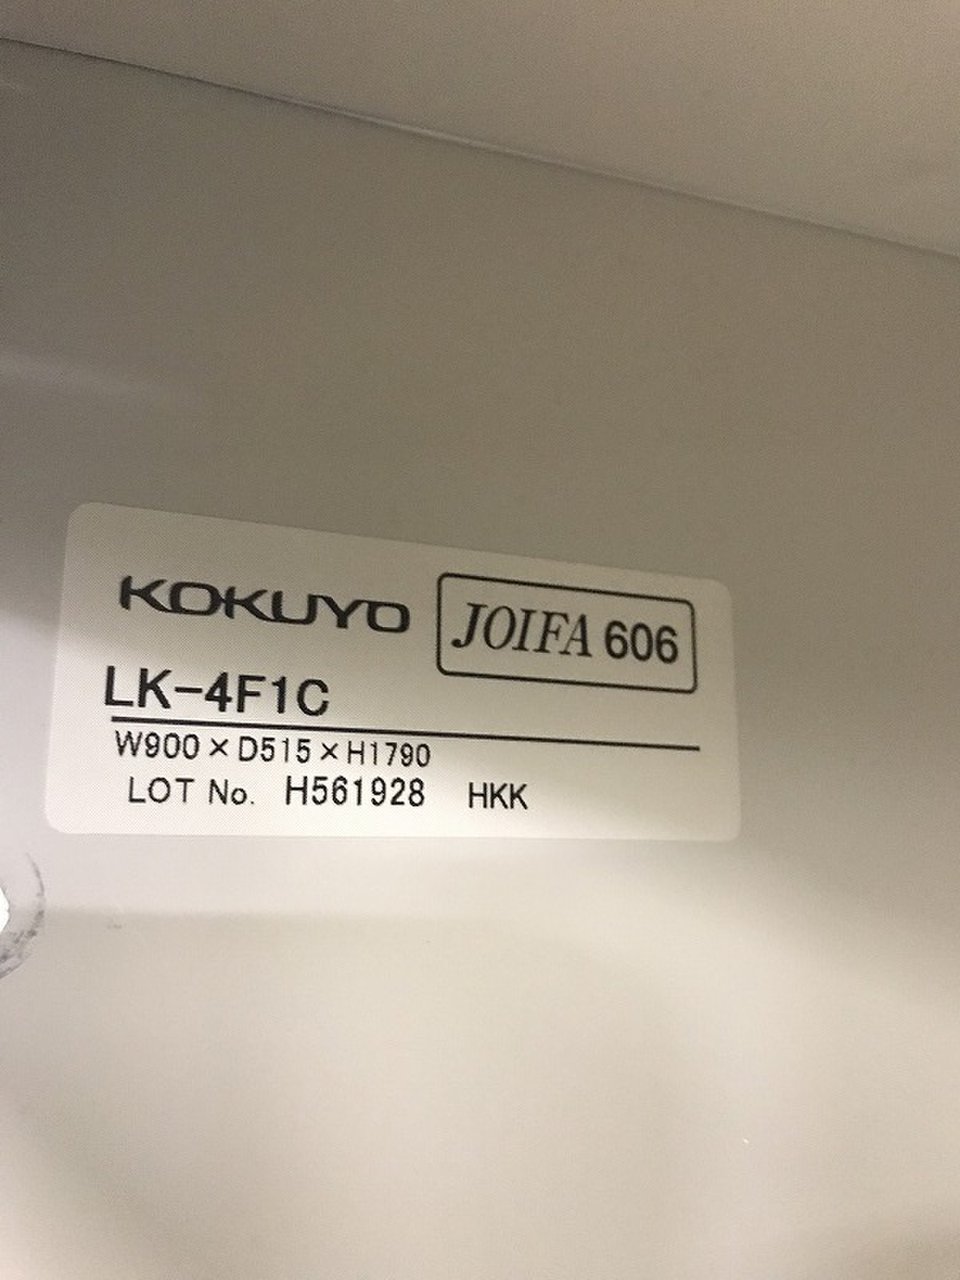 KOKUYO JOIFA 606
LK-4F1C
W900×D515×H1790
LOT No. H561928 HKK